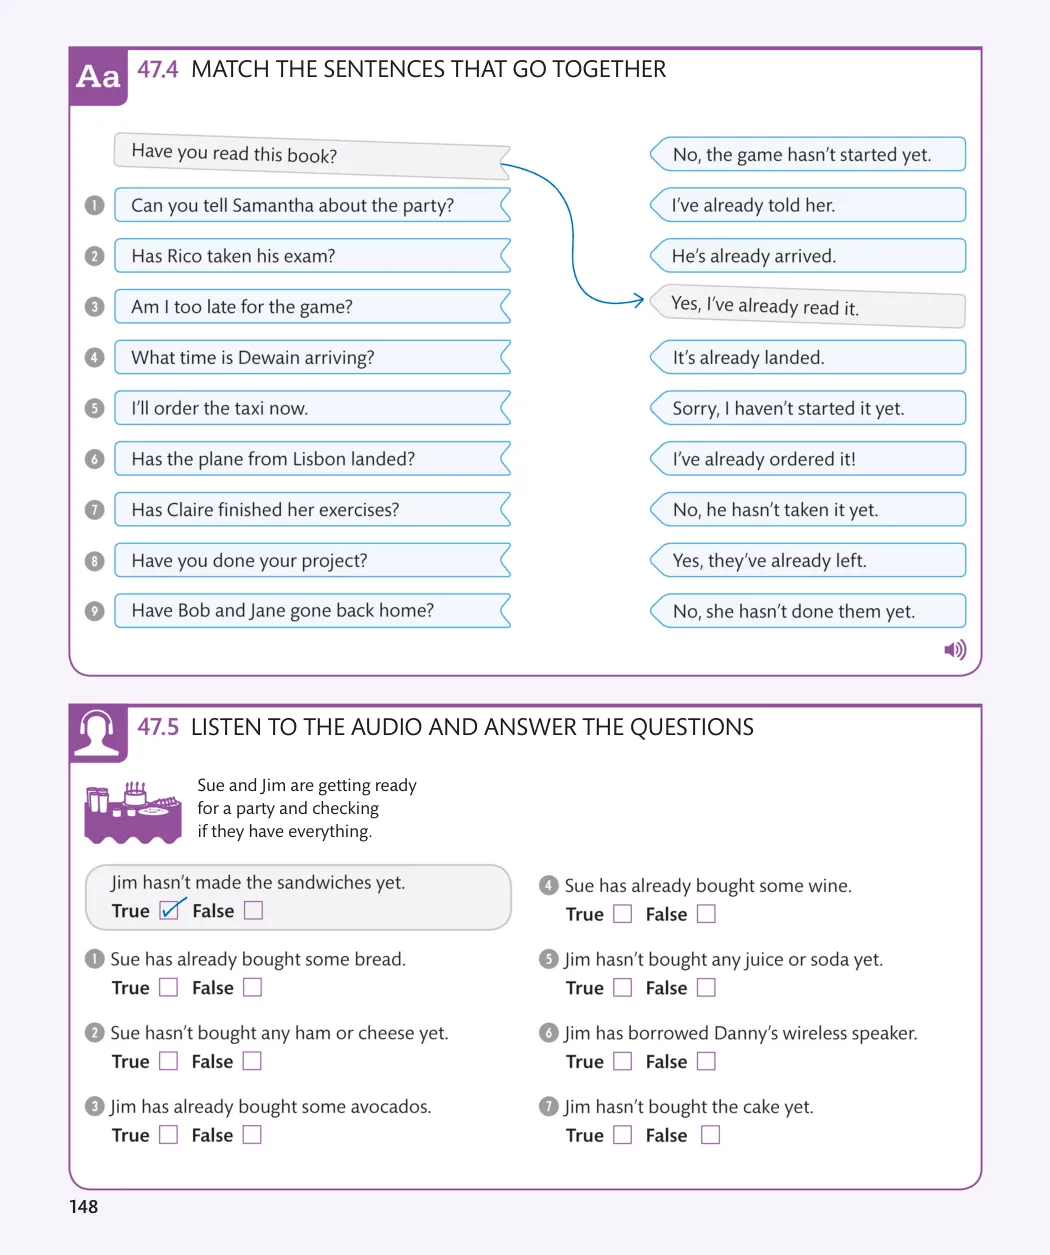 Aa 47.4 MATCH THE SENTENCES THAT GO TOGETHER
Have you read this book?
No, the game hasn't started yet.
1 Can you tell Samantha about the party?
I've already told her.
2 Has Rico taken his exam?
He's already arrived.
3 Am I too late for the game?
Yes, I've already read it.
4 What time is Dewain arriving?
It's already landed.
5 I'll order the taxi now.
Sorry, I haven't started it yet.
6 Has the plane from Lisbon landed?
I've already ordered it!
7 Has Claire finished her exercises?
No, he hasn't taken it yet.
8 Have you done your project?
Yes, they've already left.
9 Have Bob and Jane gone back home?
No, she hasn't done them yet.
47.5 LISTEN TO THE AUDIO AND ANSWER THE QUESTIONS
Sue and Jim are getting ready
for a party and checking
if they have everything.
Jim hasn't made the sandwiches yet.
True False
1 Sue has already bought some bread.
True False
2 Sue hasn't bought any ham or cheese yet.
True False
3 Jim has already bought some avocados.
True False
4 Sue has already bought some wine.
True False
5 Jim hasn't bought any juice or soda yet.
True False
6 Jim has borrowed Danny's wireless speaker.
True False
7 Jim hasn't bought the cake yet.
True False
148